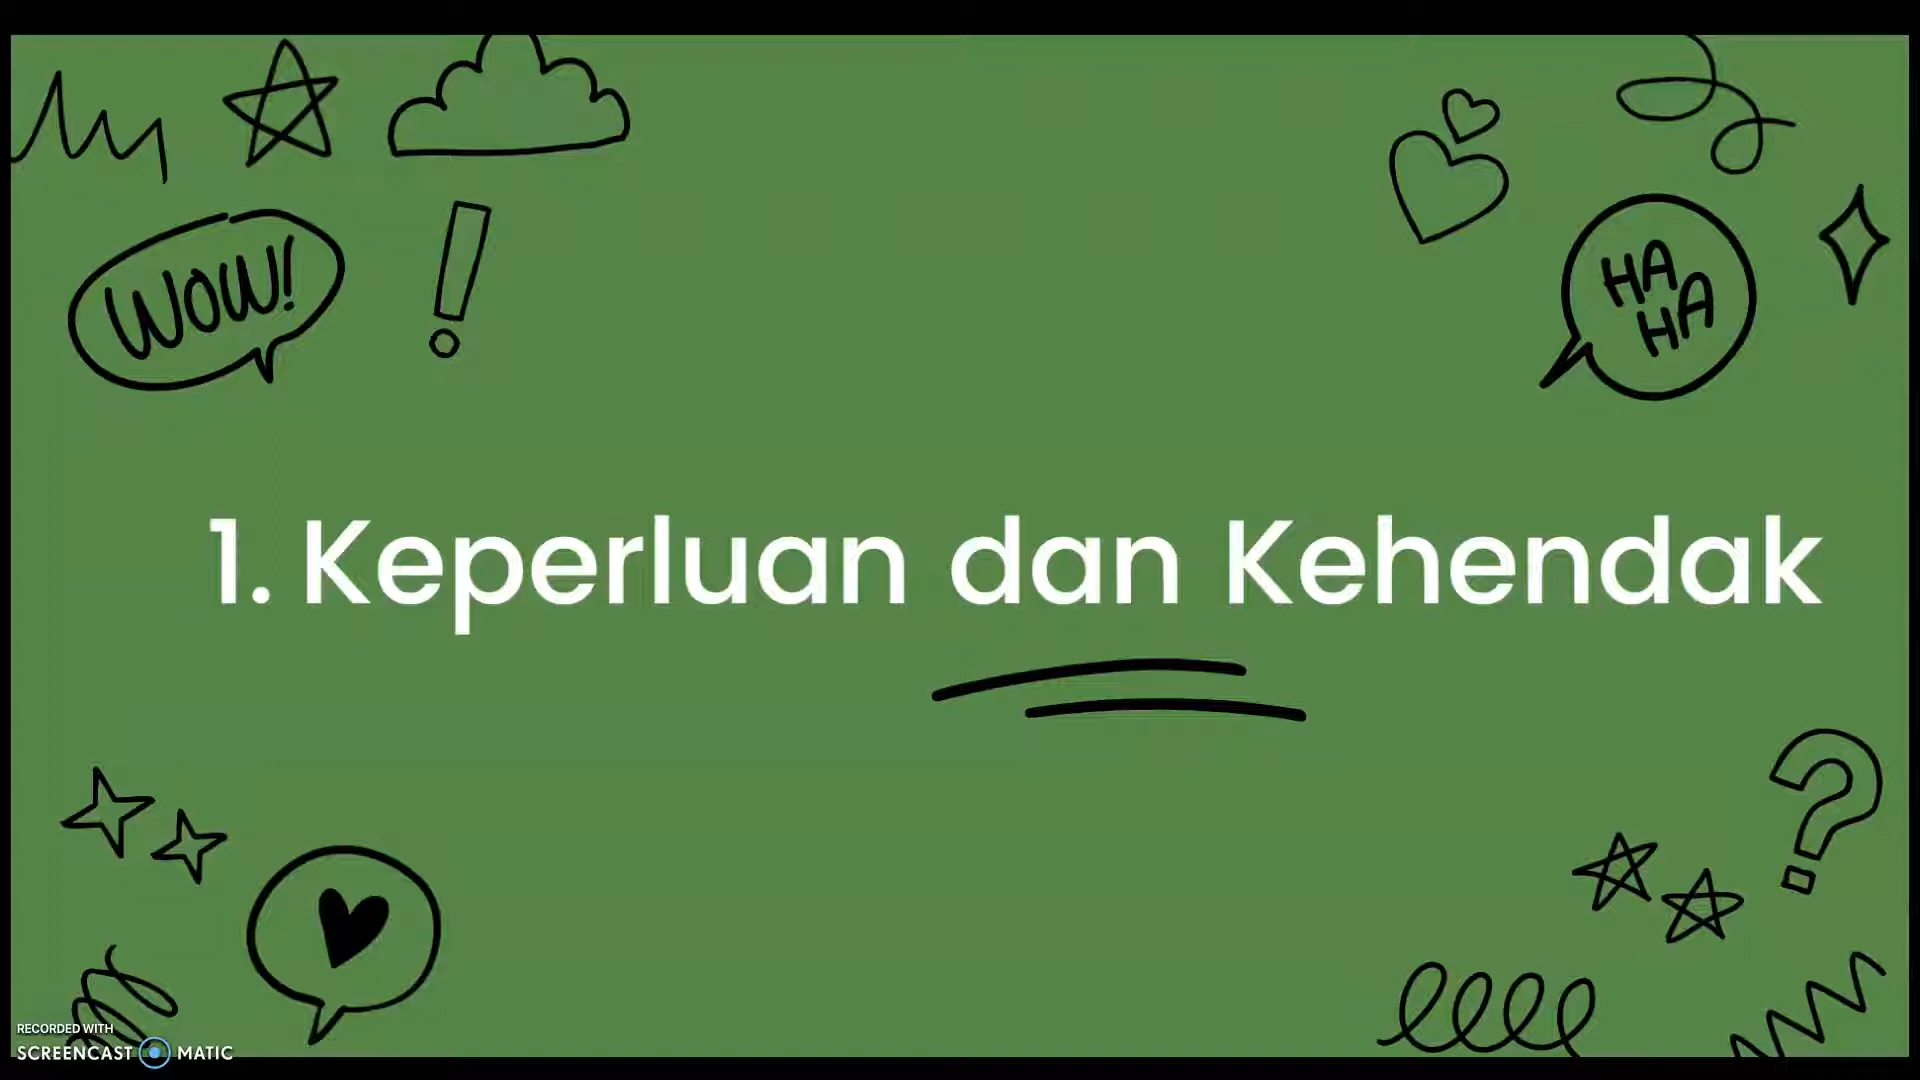 WOW!
HA
HA
1. Keperluan dan Kehendak
RECORDED WITH
SCREENCAST MATIC